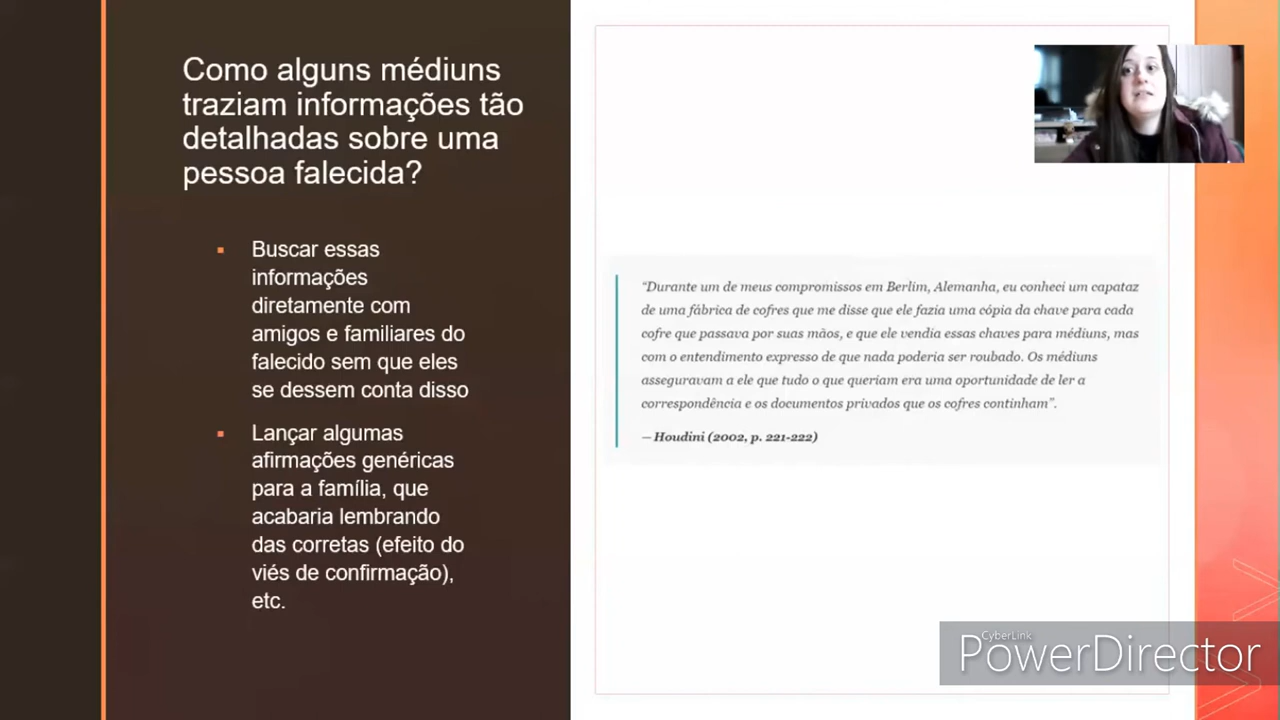 Como alguns médiuns
traziam informações tão
detalhadas sobre uma
pessoa falecida?
Buscar essas
informações
diretamente com
amigos e familiares do
falecido sem que eles
se dessem conta disso
Lançar algumas
afirmações genéricas
para a família, que
acabaria lembrando
das corretas (efeito do
viés de confirmação),
etc.
"Durante um de meus compromissos em Berlim, Alemanha, eu conheci um capataz
de uma fábrica de cofres que me disse que ele fazia uma cópia da chave para cada
cofre que passava por suas mãos, e que ele vendia essas chaves para médiuns, mas
com o entendimento expresso de que nada poderia ser roubado. Os médiuns
asseguravam a ele que tudo o que queriam era uma oportunidade de ler a
correspondência e os documentos privados que os cofres continham".
— Houdini (2002, p. 221-222)
CyberLink
PowerDirector